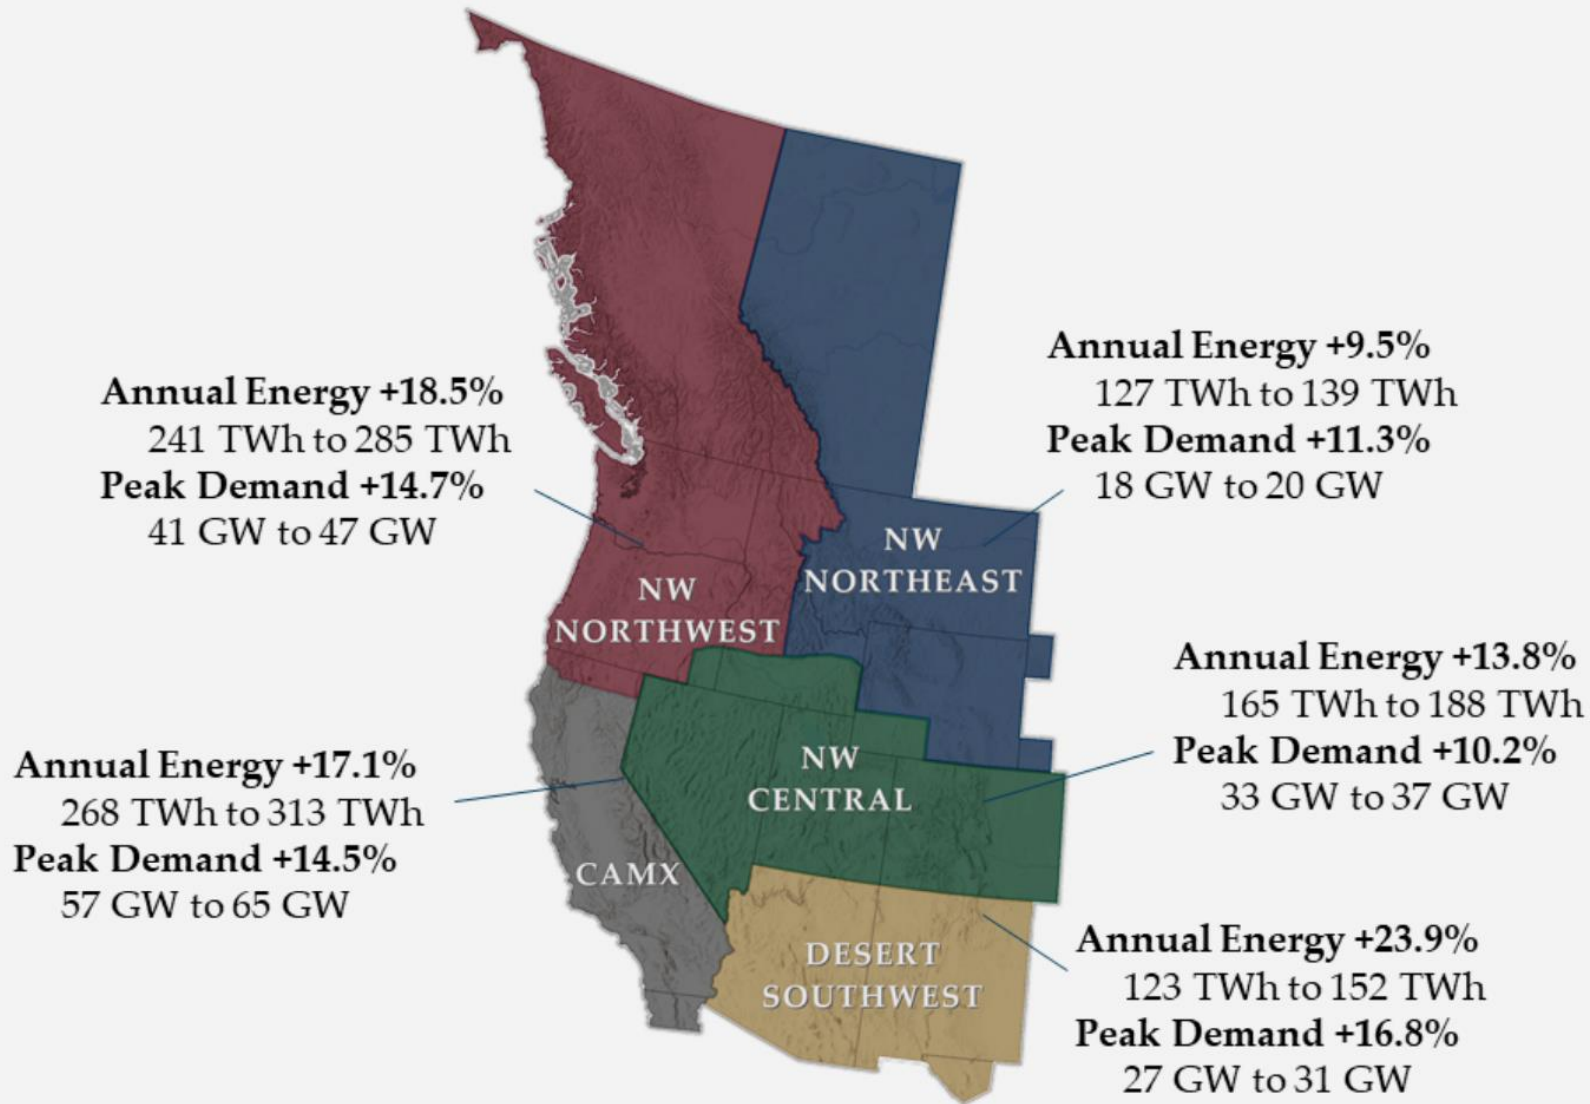 Annual Energy +9.5%
127 TWh to 139 TWh
Peak Demand +11.3%
18 GW to 20 GW
Annual Energy +18.5%
241 TWh to 285 TWh
Peak Demand +14.7%
41 GW to 47 GW
NW
NORTHEAST
NW
NORTHWEST
Annual Energy +13.8%
165 TWh to 188 TWh
Peak Demand +10.2%
33 GW to 37 GW
NW
CENTRAL
Annual Energy +17.1%
268 TWh to 313 TWh
Peak Demand +14.5%
57 GW to 65 GW
CAMX
DESERT
SOUTHWEST
Annual Energy +23.9%
123 TWh to 152 TWh
Peak Demand +16.8%
27 GW to 31 GW